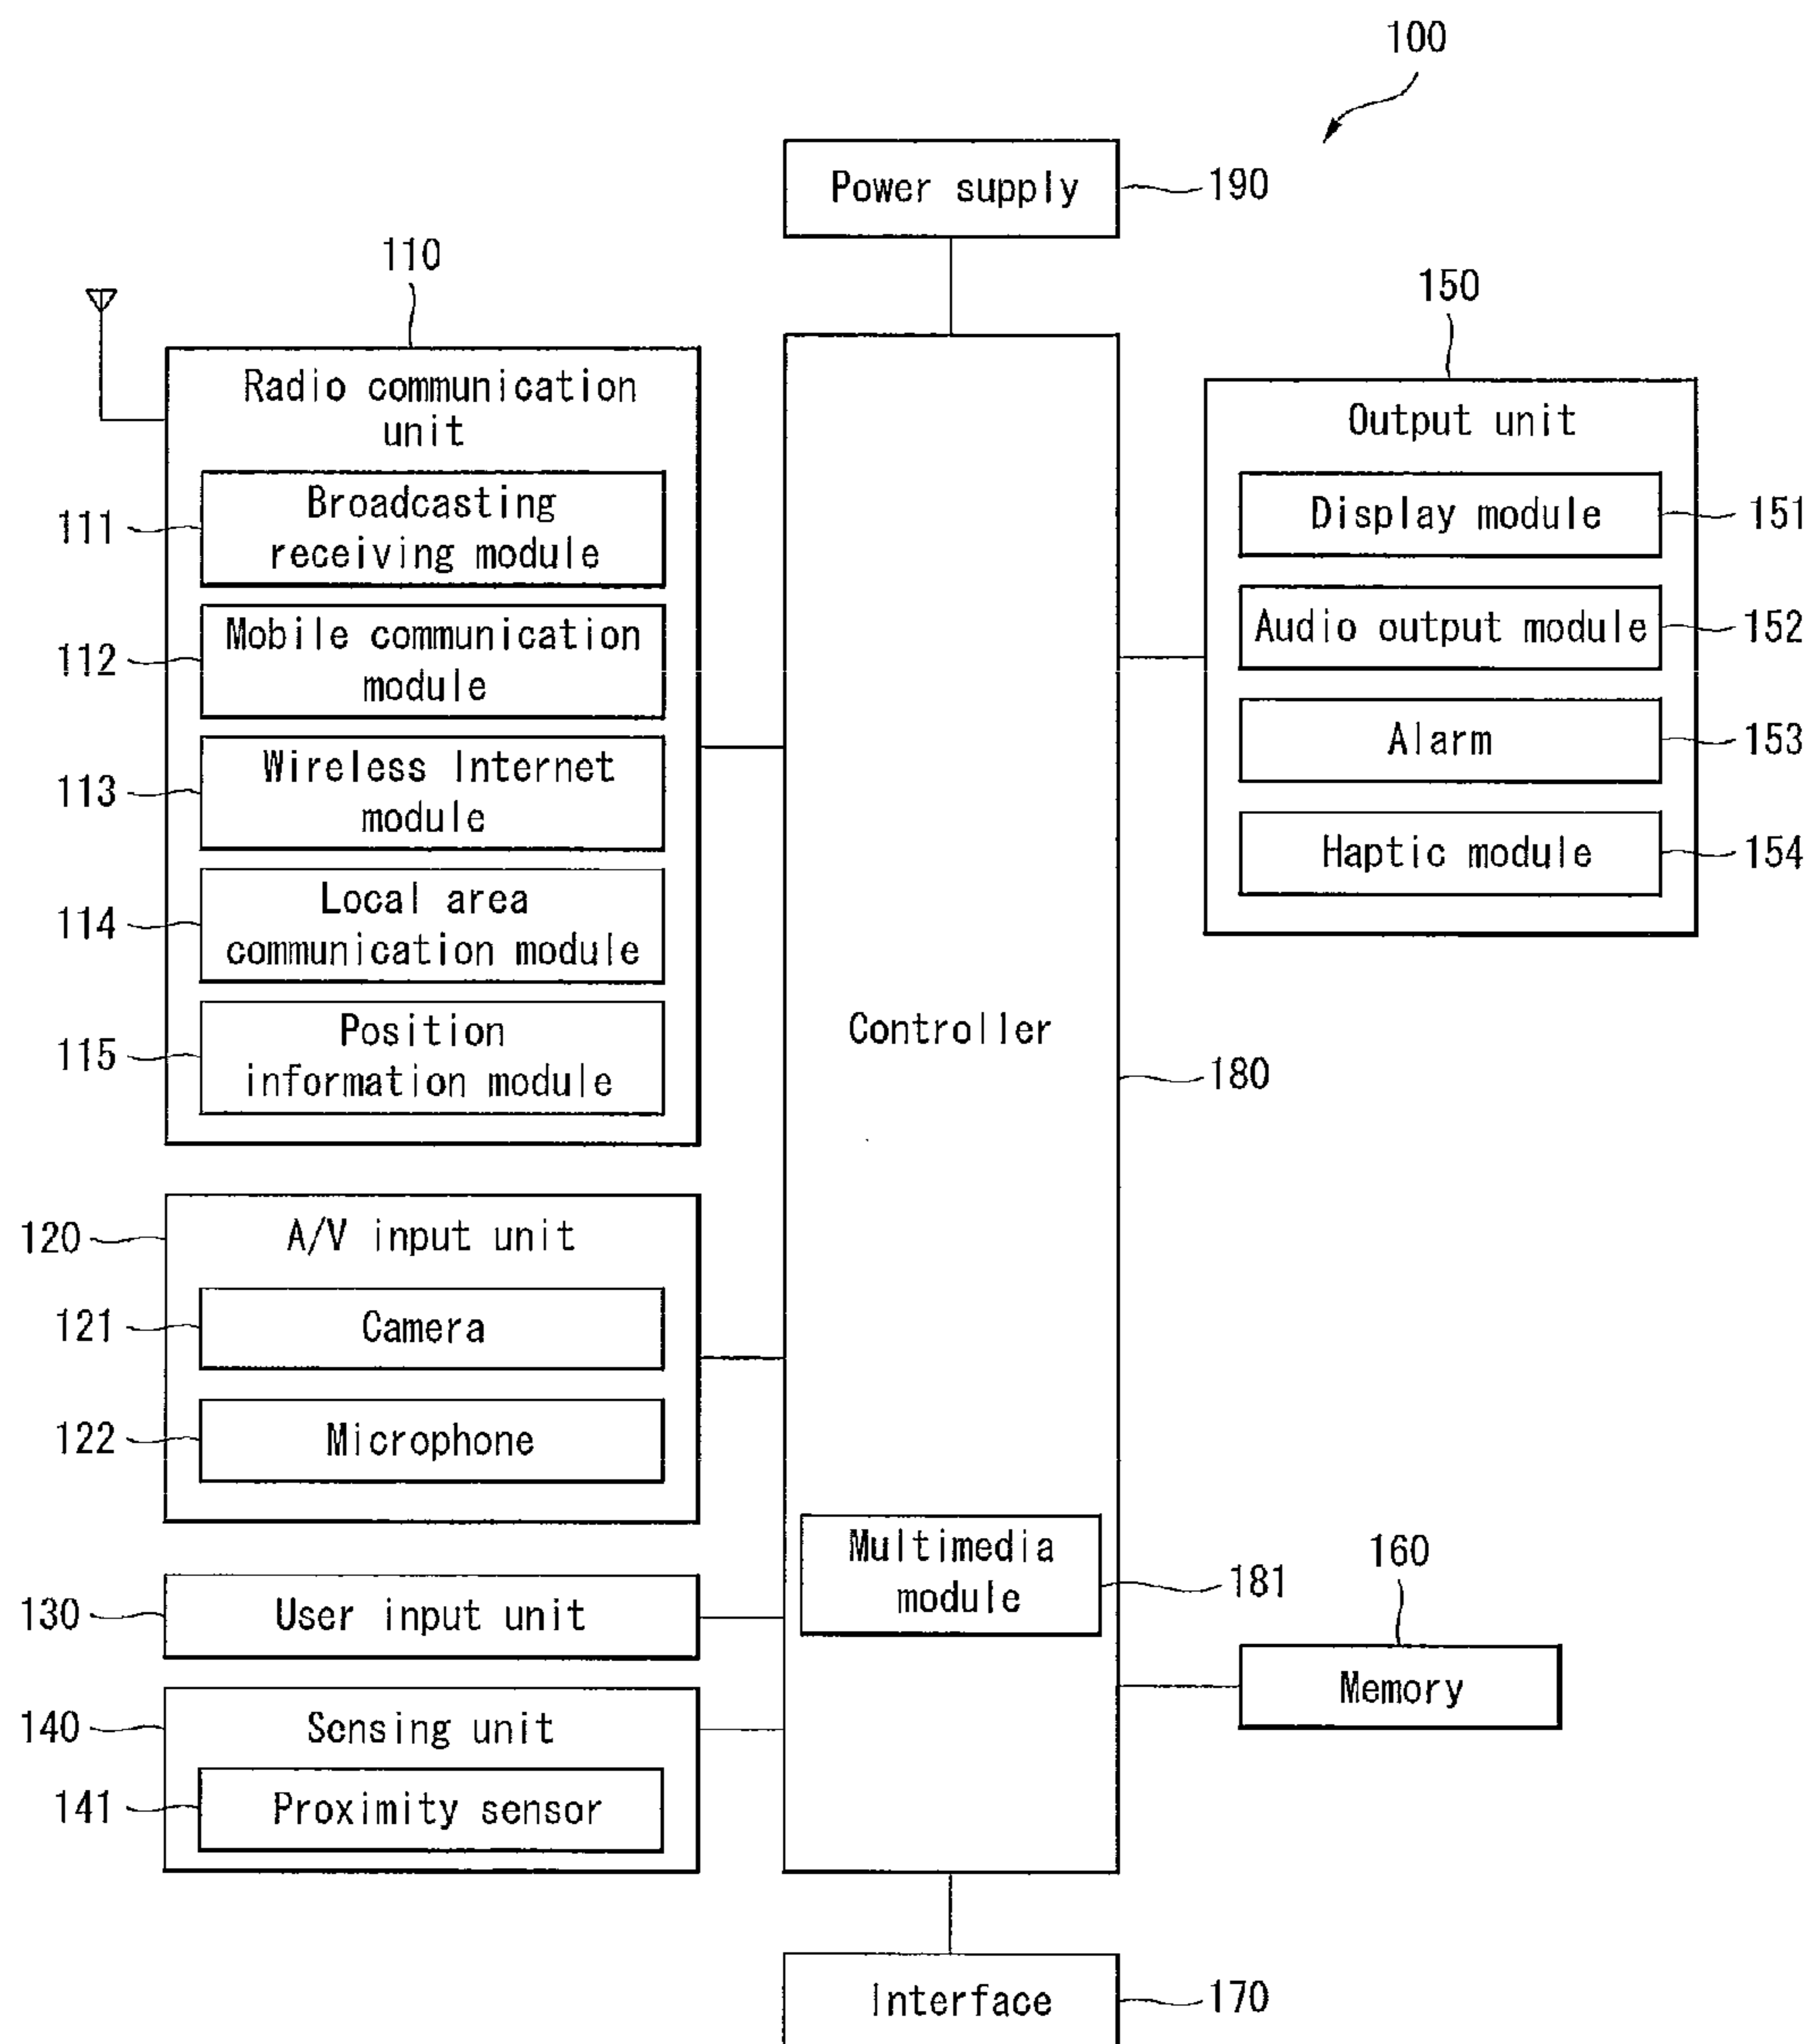 100
Power supply
190
110
Radio communication
unit
Broadcasting
receiving module
111
Mobile communication
module
112
Wireless Internet
module
113
Local area
communication module
114
Position
information module
115
150
Output unit
Display module
151
Audio output module
152
Alarm
153
Haptic module
154
Controller
180
120
A/V input unit
121
Camera
122
Microphone
Multimedia
module
181
130
User input unit
140
Sensing unit
141
Proximity sensor
160
Memory
Interface
170